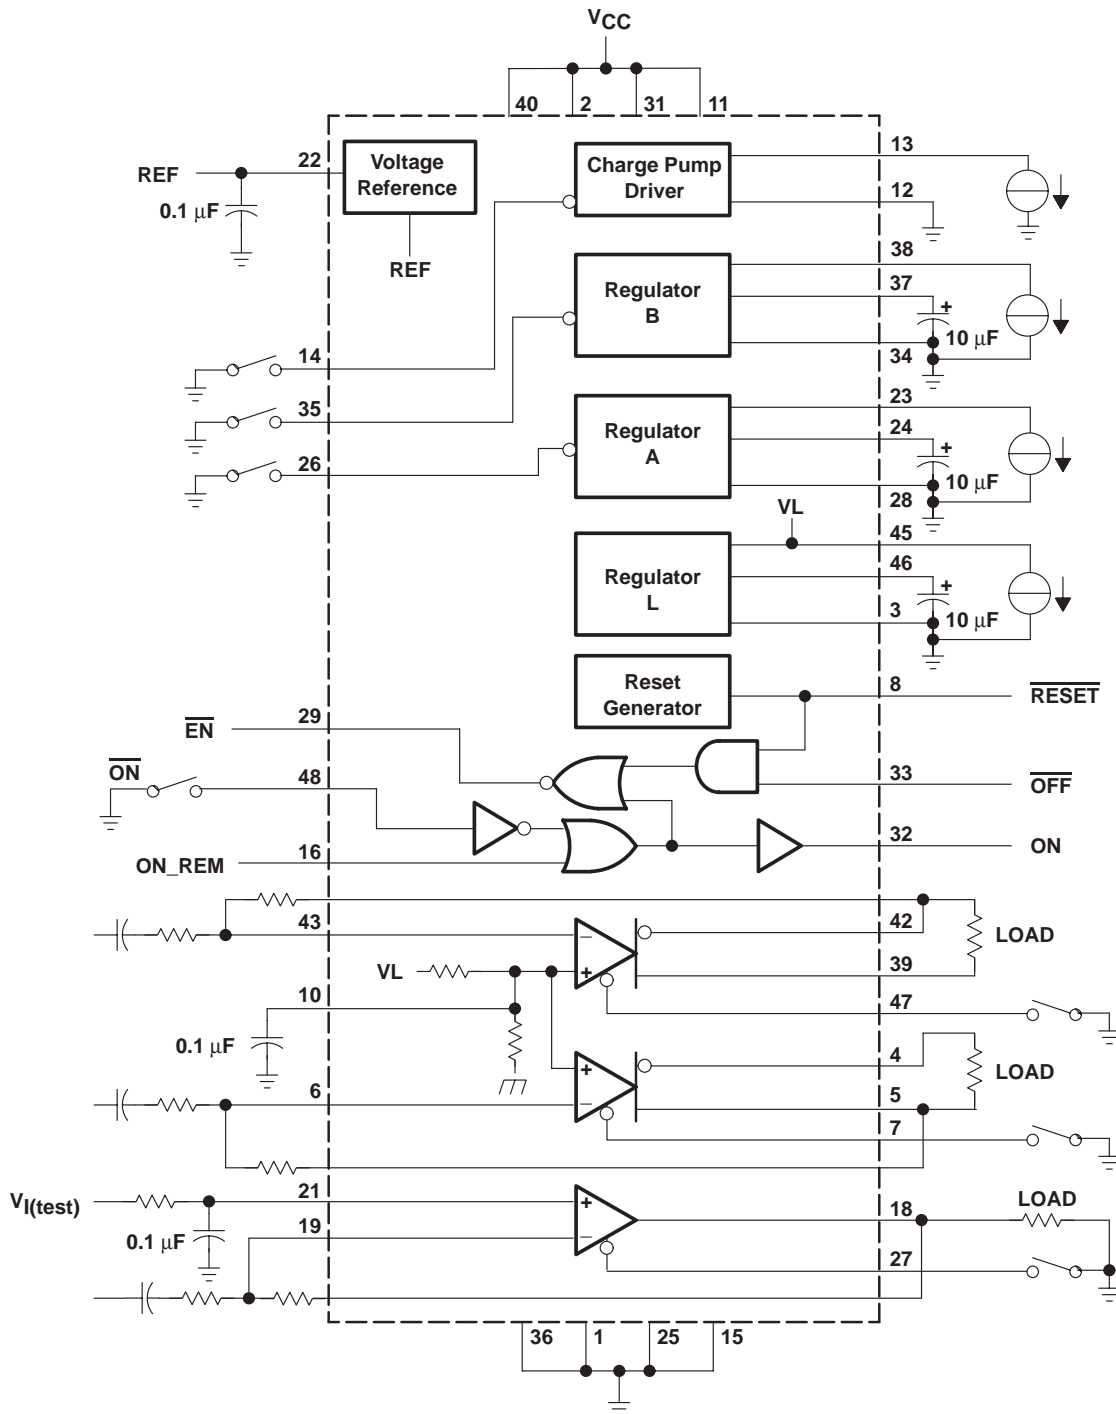 VCC
40 2 31 11
22 Voltage Reference
REF
0.1 μF
REF
Charge Pump Driver
13
12
38
37
Regulator B
+
10 μF
34
14
35
26
23
24
Regulator A
+
10 μF
28
VL
45
46
Regulator L
+
3 10 μF
Reset Generator
8 RESET
EN 29
ON 48
33 OFF
16
ON_REM
32 ON
43
−
42
LOAD
VL
+
39
10
47
0.1 μF
4
+
LOAD
6
−
5
7
VI(test)
21
+
18 LOAD
0.1 μF
19
−
27
36 1 25 15